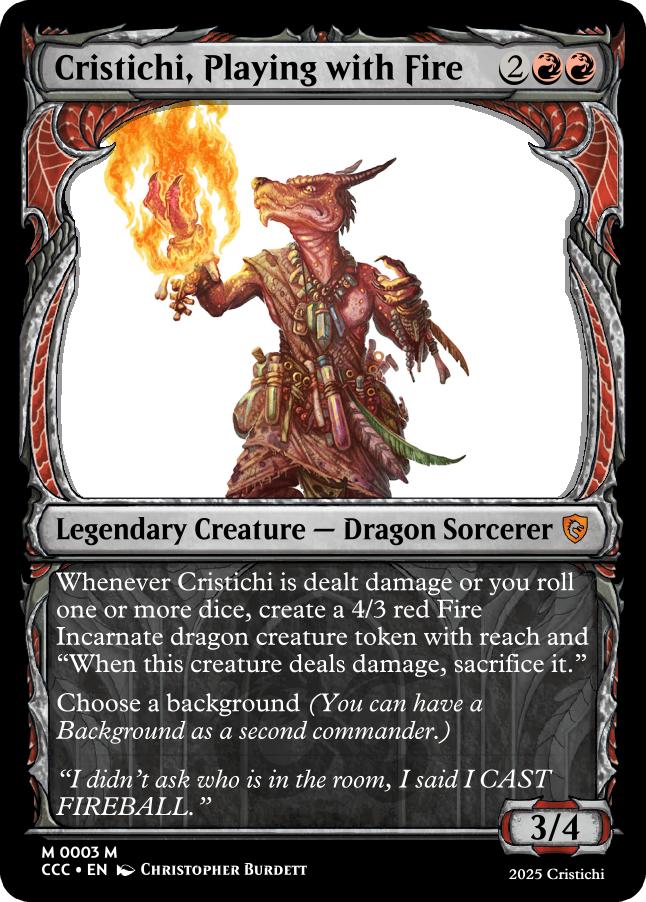 Cristichi, Playing with Fire 2
Legendary Creature — Dragon Sorcerer
Whenever Cristichi is dealt damage or you roll
one or more dice, create a 4/3 red Fire
Incarnate dragon creature token with reach and
“When this creature deals damage, sacrifice it.”
Choose a background (You can have a
Background as a second commander.)
“I didn’t ask who is in the room, I said I CAST
FIREBALL.”
3/4
M 0003 M
CCC • EN Christopher Burdett
2025 Cristichi